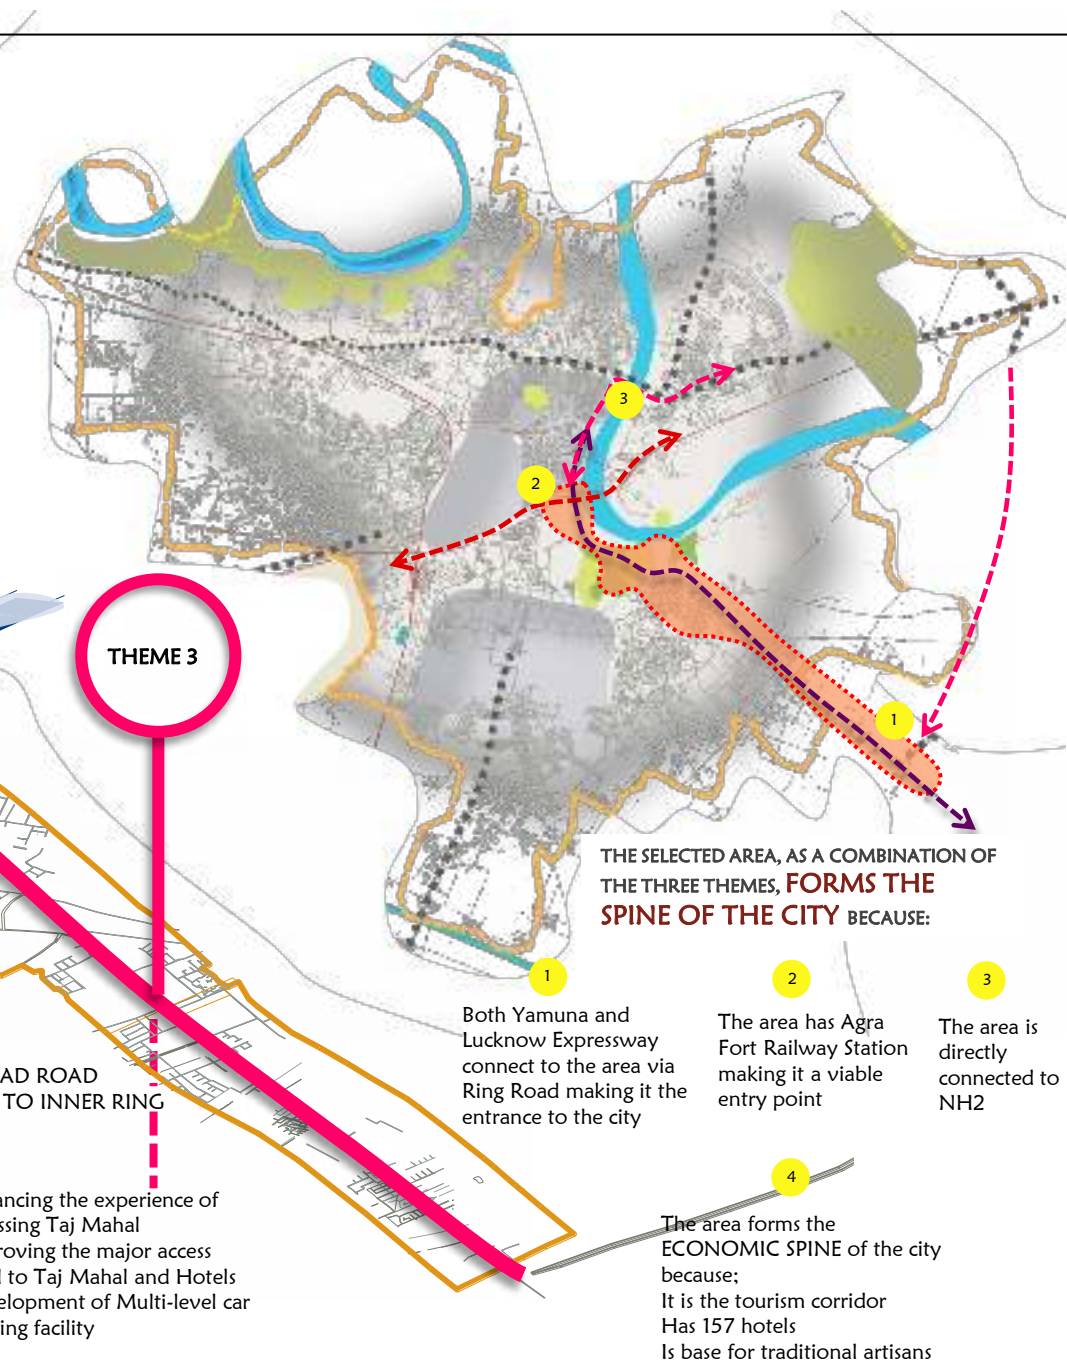 3
2
THEME 3
1
THE SELECTED AREA, AS A COMBINATION OF
THE THREE THEMES, FORMS THE
SPINE OF THE CITY BECAUSE:
1
Both Yamuna and
Lucknow Expressway
connect to the area via
Ring Road making it the
entrance to the city
2
The area has Agra
Fort Railway Station
making it a viable
entry point
3
The area is
directly
connected to
NH2
AD ROAD
TO INNER RING
ancing the experience of
ssing Taj Mahal
roving the major access
d to Taj Mahal and Hotels
elopment of Multi-level car
ing facility
4
The area forms the
ECONOMIC SPINE of the city
because;
It is the tourism corridor
Has 157 hotels
Is base for traditional artisans